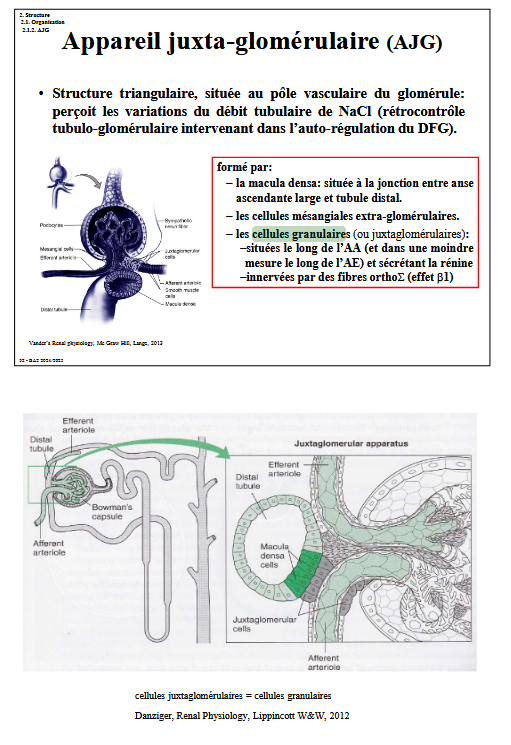 2. Structure
2.1. Organisation
2.1.2. AJG
Appareil juxta-glomérulaire (AJG)
• Structure triangulaire, située au pôle vasculaire du glomérule:
perçoit les variations du débit tubulaire de NaCl (rétrocontrôle
tubulo-glomérulaire intervenant dans l'auto-régulation du DFG).
formé par:
– la macula densa: située à la jonction entre anse
ascendante large et tubule distal.
– les cellules mésangiales extra-glomérulaires.
– les cellules granulaires (ou juxtaglomérulaires):
–situées le long de l'AA (et dans une moindre
mesure le long de l'AE) et sécrétant la rénine
–innervées par des fibres orthoΣ (effet β1)
Podocytes
Mesangial cells
Efferent arteriole
Distal tubule
Sympathetic
nerve fiber
Juxtaglomerular
cells
Afferent arteriole
Smooth muscle
cells
Macula densa
Vander's Renal physiology, Mc Graw Hill, Lange, 2013
Efferent
arteriole
Distal
tubule
Bowman's
capsule
Afferent
arteriole
Juxtaglomerular apparatus
Efferent
arteriole
Distal
tubule
Macula
densa
cells
Juxtaglomerular
cells
Afferent
arteriole
cellules juxtaglomérulaires = cellules granulaires
Danziger, Renal Physiology, Lippincott W&W, 2012